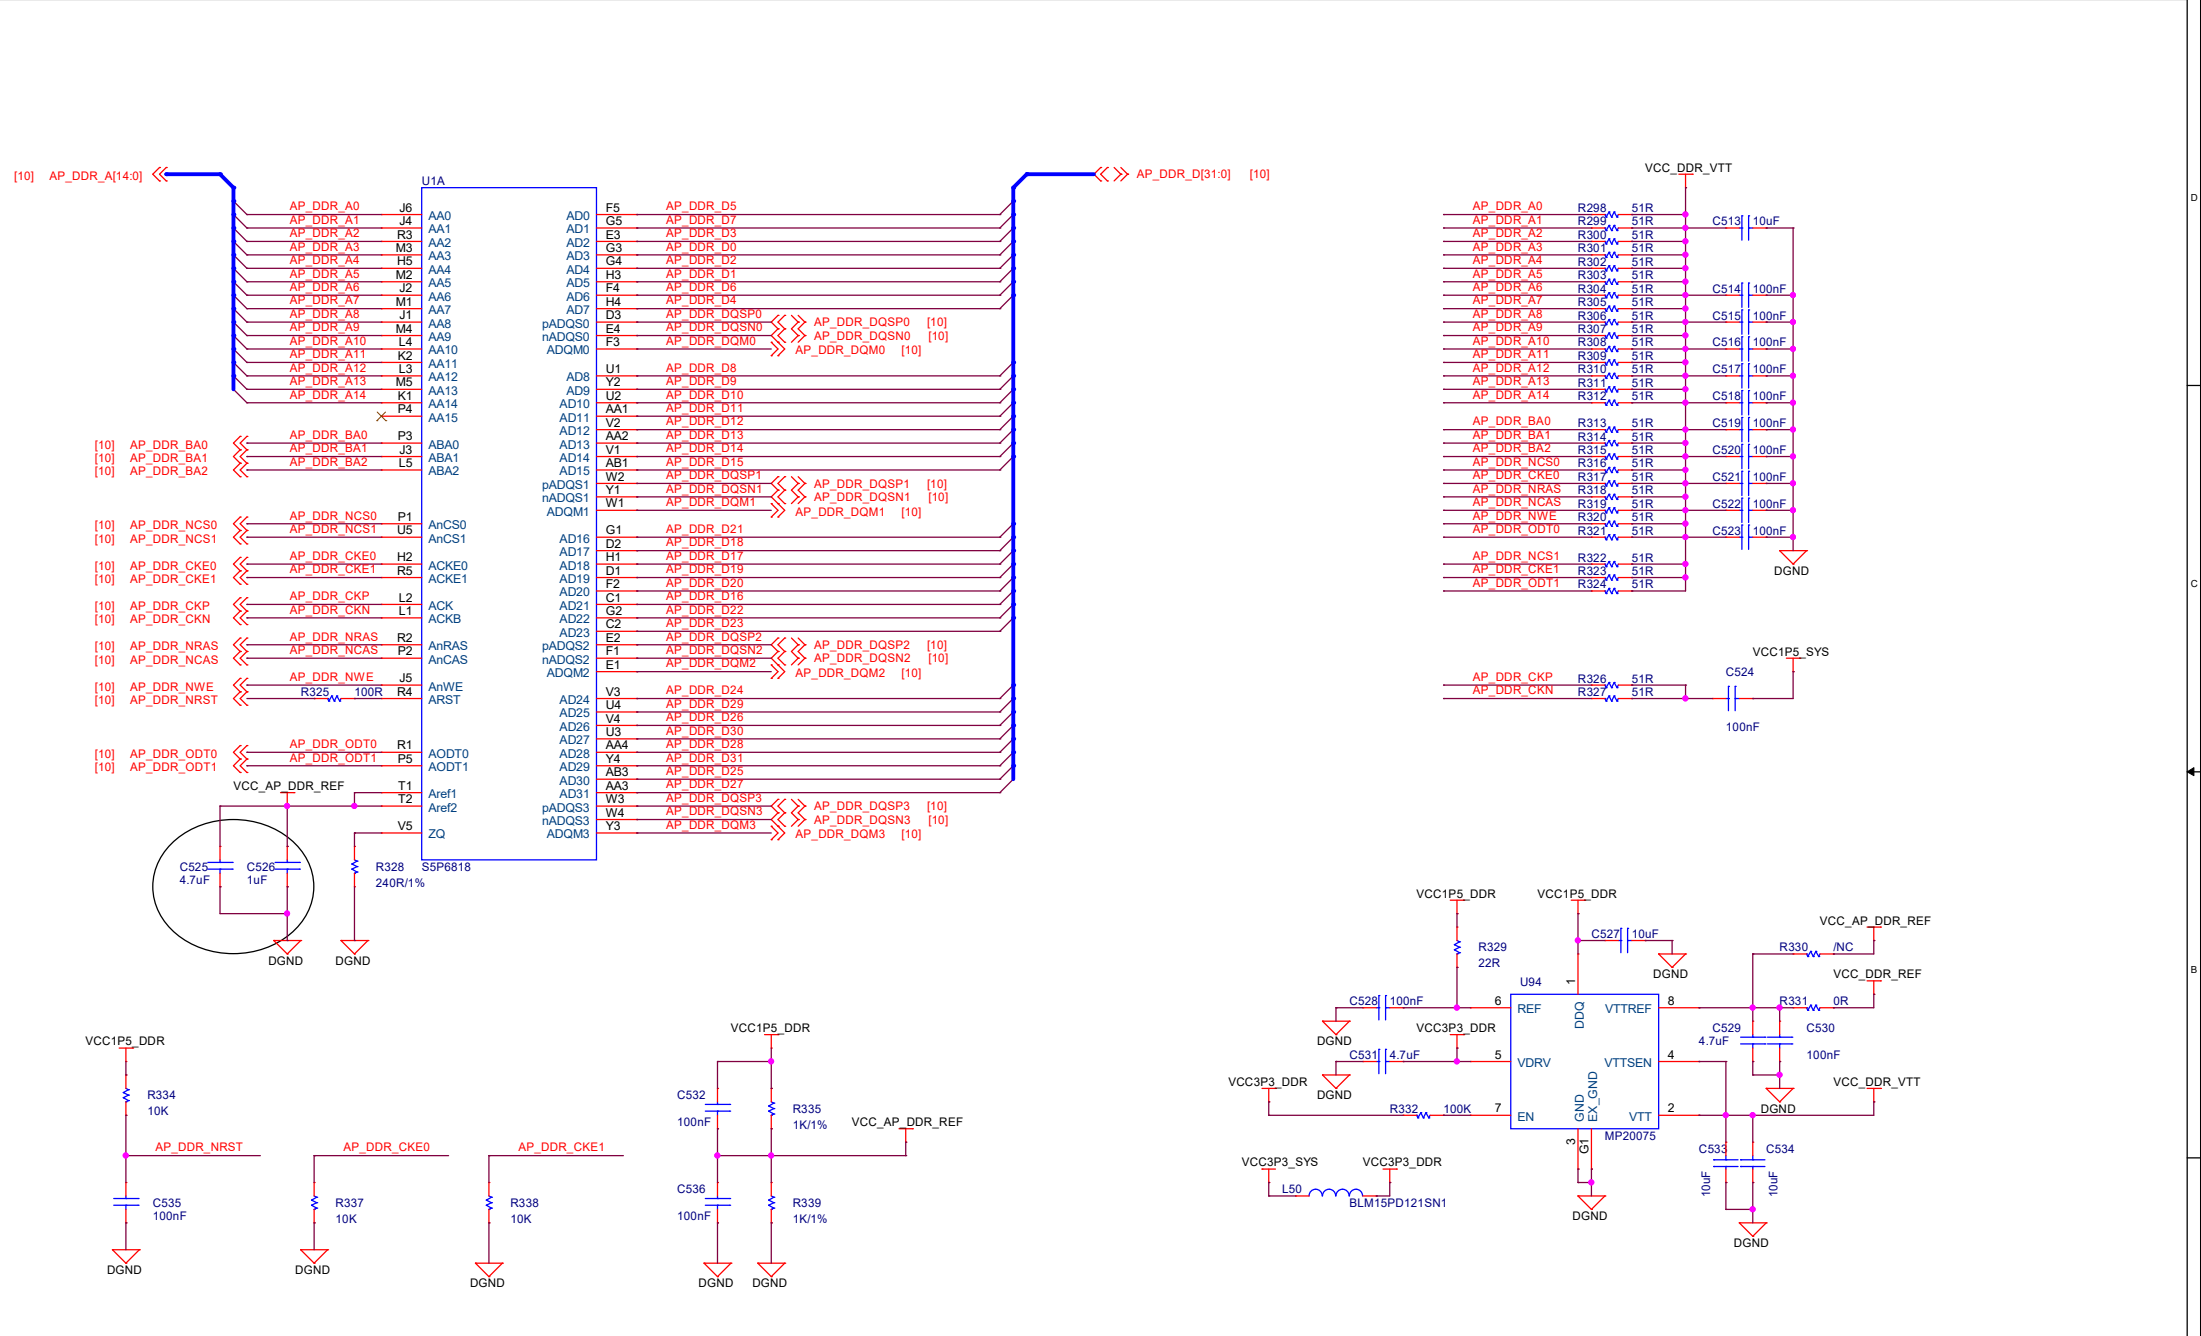 [10] AP_DDR_A[14:0]
U1A
AP_DDR_D[31:0] [10]
AP_DDR_A0 J6 AA0
AP_DDR_A1 J4 AA1
AP_DDR_A2 R3 AA2
AP_DDR_A3 M3 AA3
AP_DDR_A4 H5 AA4
AP_DDR_A5 M2 AA5
AP_DDR_A6 J2 AA6
AP_DDR_A7 M1 AA7
AP_DDR_A8 J1 AA8
AP_DDR_A9 M4 AA9
AP_DDR_A10 L4 AA10
AP_DDR_A11 K2 AA11
AP_DDR_A12 L3 AA12
AP_DDR_A13 M5 AA13
AP_DDR_A14 K1 AA14
P4 AA15
[10] AP_DDR_BA0 AP_DDR_BA0 P3 ABA0
[10] AP_DDR_BA1 AP_DDR_BA1 J3 ABA1
[10] AP_DDR_BA2 AP_DDR_BA2 L5 ABA2
[10] AP_DDR_NCS0 AP_DDR_NCS0 P1 AnCS0
[10] AP_DDR_NCS1 AP_DDR_NCS1 U5 AnCS1
[10] AP_DDR_CKE0 AP_DDR_CKE0 H2 ACKE0
[10] AP_DDR_CKE1 AP_DDR_CKE1 R5 ACKE1
[10] AP_DDR_CKP AP_DDR_CKP L2 ACK
[10] AP_DDR_CKN AP_DDR_CKN L1 ACKB
[10] AP_DDR_NRAS AP_DDR_NRAS R2 AnRAS
[10] AP_DDR_NCAS AP_DDR_NCAS P2 AnCAS
[10] AP_DDR_NWE AP_DDR_NWE J5 AnWE
[10] AP_DDR_NRST R325 100R R4 ARST
[10] AP_DDR_ODT0 AP_DDR_ODT0 R1 AODT0
[10] AP_DDR_ODT1 AP_DDR_ODT1 P5 AODT1
VCC_AP_DDR_REF T1 Aref1
T2 Aref2
V5 ZQ
S5P6818
C525 4.7uF
C526 1uF
R328 240R/1%
DGND
DGND
AD0 F5 AP_DDR_D5
AD1 G5 AP_DDR_D7
AD2 E3 AP_DDR_D3
AD3 G3 AP_DDR_D0
AD4 G4 AP_DDR_D2
AD5 H3 AP_DDR_D1
AD6 F4 AP_DDR_D6
AD7 H4 AP_DDR_D4
pADQS0 D3 AP_DDR_DQSP0 AP_DDR_DQSP0 [10]
nADQS0 E4 AP_DDR_DQSN0 AP_DDR_DQSN0 [10]
ADQM0 F3 AP_DDR_DQM0 AP_DDR_DQM0 [10]
AD8 U1 AP_DDR_D8
AD9 Y2 AP_DDR_D9
AD10 U2 AP_DDR_D10
AD11 AA1 AP_DDR_D11
AD12 V2 AP_DDR_D12
AD13 AA2 AP_DDR_D13
AD14 V1 AP_DDR_D14
AD15 AB1 AP_DDR_D15
pADQS1 W2 AP_DDR_DQSP1 AP_DDR_DQSP1 [10]
nADQS1 Y1 AP_DDR_DQSN1 AP_DDR_DQSN1 [10]
ADQM1 W1 AP_DDR_DQM1 AP_DDR_DQM1 [10]
AD16 G1 AP_DDR_D21
AD17 D2 AP_DDR_D18
AD18 H1 AP_DDR_D17
AD19 D1 AP_DDR_D19
AD20 F2 AP_DDR_D20
AD21 C1 AP_DDR_D16
AD22 G2 AP_DDR_D22
AD23 C2 AP_DDR_D23
pADQS2 E2 AP_DDR_DQSP2 AP_DDR_DQSP2 [10]
nADQS2 F1 AP_DDR_DQSN2 AP_DDR_DQSN2 [10]
ADQM2 E1 AP_DDR_DQM2 AP_DDR_DQM2 [10]
AD24 V3 AP_DDR_D24
AD25 U4 AP_DDR_D29
AD26 V4 AP_DDR_D26
AD27 U3 AP_DDR_D30
AD28 AA4 AP_DDR_D28
AD29 Y4 AP_DDR_D31
AD30 AB3 AP_DDR_D25
AD31 AA3 AP_DDR_D27
pADQS3 W3 AP_DDR_DQSP3 AP_DDR_DQSP3 [10]
nADQS3 W4 AP_DDR_DQSN3 AP_DDR_DQSN3 [10]
ADQM3 Y3 AP_DDR_DQM3 AP_DDR_DQM3 [10]
VCC_DDR_VTT
AP_DDR_A0 R298 51R
AP_DDR_A1 R299 51R C513 10uF
AP_DDR_A2 R300 51R
AP_DDR_A3 R301 51R
AP_DDR_A4 R302 51R
AP_DDR_A5 R303 51R
AP_DDR_A6 R304 51R C514 100nF
AP_DDR_A7 R305 51R
AP_DDR_A8 R306 51R C515 100nF
AP_DDR_A9 R307 51R
AP_DDR_A10 R308 51R C516 100nF
AP_DDR_A11 R309 51R
AP_DDR_A12 R310 51R C517 100nF
AP_DDR_A13 R311 51R
AP_DDR_A14 R312 51R C518 100nF
AP_DDR_BA0 R313 51R C519 100nF
AP_DDR_BA1 R314 51R
AP_DDR_BA2 R315 51R C520 100nF
AP_DDR_NCS0 R316 51R
AP_DDR_CKE0 R317 51R C521 100nF
AP_DDR_NRAS R318 51R
AP_DDR_NCAS R319 51R C522 100nF
AP_DDR_NWE R320 51R
AP_DDR_ODT0 R321 51R C523 100nF
AP_DDR_NCS1 R322 51R
AP_DDR_CKE1 R323 51R
AP_DDR_ODT1 R324 51R
DGND
VCC1P5_SYS
AP_DDR_CKP R326 51R
AP_DDR_CKN R327 51R
C524
100nF
VCC1P5_DDR
R334
10K
AP_DDR_NRST
C535
100nF
DGND
AP_DDR_CKE0
R337
10K
DGND
AP_DDR_CKE1
R338
10K
DGND
VCC1P5_DDR
C532
100nF
R335
1K/1%
VCC_AP_DDR_REF
C536
100nF
R339
1K/1%
DGND
DGND
VCC1P5_DDR
VCC1P5_DDR
R329
22R
C527 10uF
DGND
VCC_AP_DDR_REF
R330 /NC
VCC_DDR_REF
R331 0R
U94
C528 100nF
DGND
6 REF
1 DDQ
VTTREF 8
VCC3P3_DDR
C531 4.7uF
DGND
5 VDRV
VTTSEN 4
C529
4.7uF
C530
100nF
DGND
VCC3P3_DDR
R332 100K
7 EN
GND
EX_GND
VTT 2
VCC_DDR_VTT
MP20075
3
G1
DGND
C533
10uF
C534
10uF
DGND
VCC3P3_SYS
VCC3P3_DDR
L50
BLM15PD121SN1
D
C
B